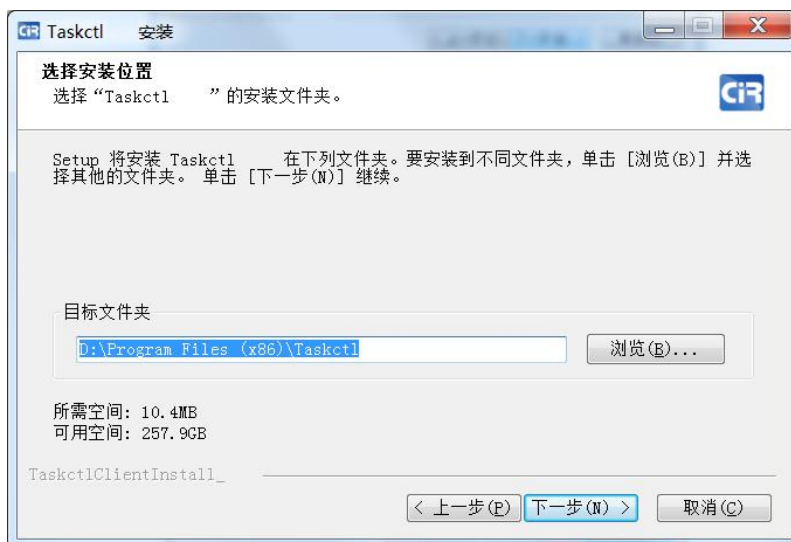 CiR Taskctl 安装
选择安装位置
选择“Taskctl ”的安装文件夹。
CiR
Setup 将安装 Taskctl 在下列文件夹。要安装到不同文件夹，单击 [浏览(B)] 并选
择其他的文件夹。 单击 [下一步(N)] 继续。
目标文件夹
D:\Program Files (x86)\Taskctl
浏览(B)...
所需空间: 10.4MB
可用空间: 257.9GB
TaskctlClientInstall_
< 上一步(P) 下一步(N) > 取消(C)